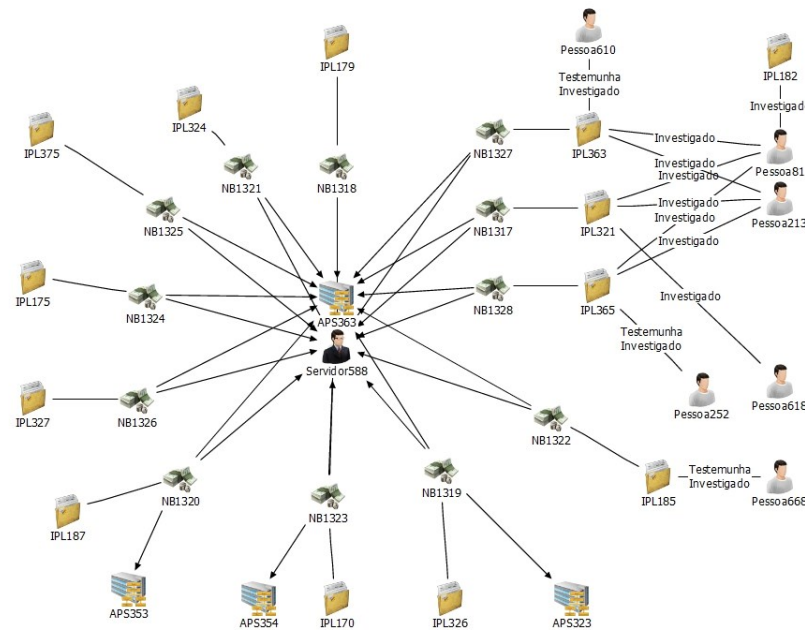 Pessoa610
IPL179
IPL182
Testemunha
Investigado
Investigado
IPL324
IPL375
NB1327
IPL363
Investigado
NB1321
NB1318
Investigado
Pessoa81
Investigado
NB1325
NB1317
IPL321
Investigado
Pessoa213
Investigado
IPL175
NB1324
APS363
NB1328
IPL365
Investigado
Testemunha
Investigado
Servidor588
Pessoa252
Pessoa618
IPL327
NB1326
NB1322
NB1320
NB1323
NB1319
IPL185
Testemunha
Investigado
Pessoa668
IPL187
APS353
APS354
IPL170
IPL326
APS323